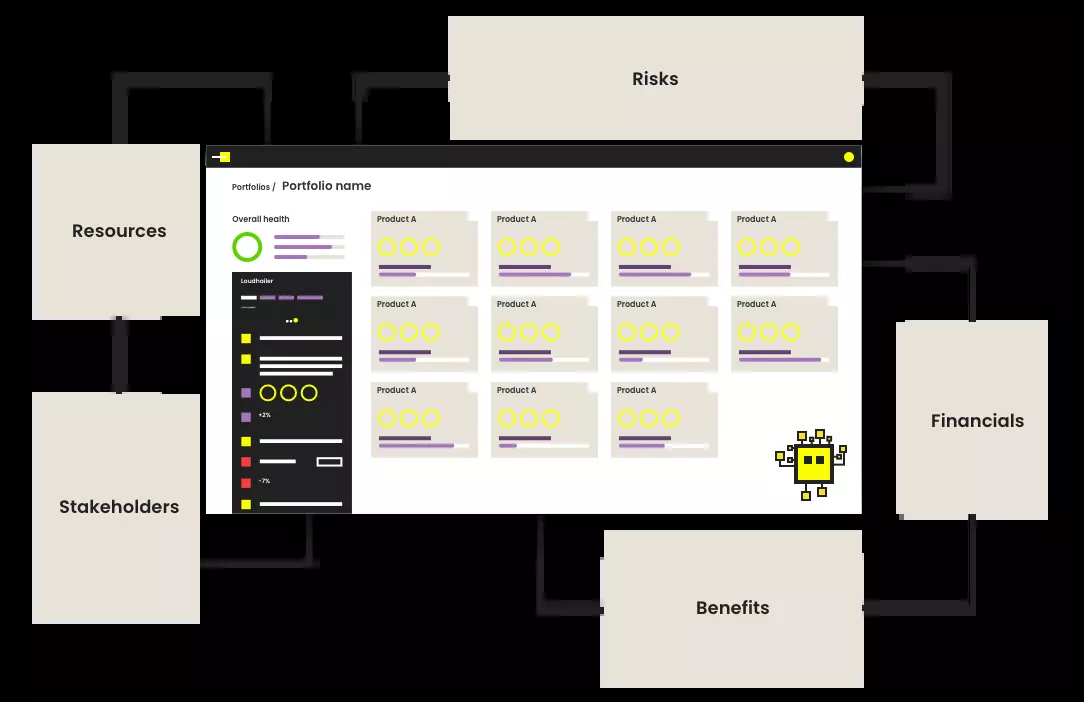 Risks
Resources
Portfolios / Portfolio name
Overall health
Product A
Product A
Product A
Product A
Loudhailer
Product A
Product A
Product A
Product A
Product A
Product A
Product A
+2%
-7%
Financials
Stakeholders
Benefits